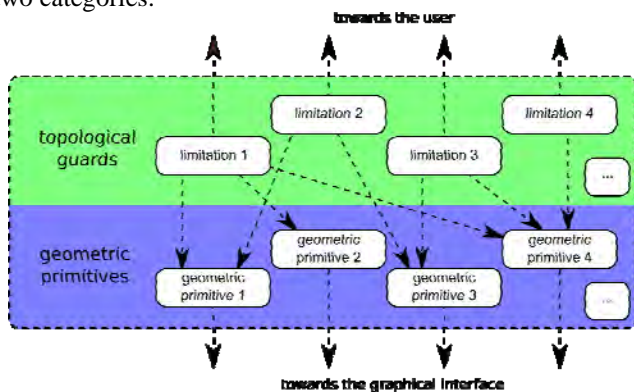 wo categories:
towards the user
limitation 2
limitation 4
topological
guards
limitation 1
limitation 3
...
geometric
primitives
geometric
primitive 2
geometric
primitive 4
geometric
primitive 1
geometric
primitive 3
...
towards the graphical interface